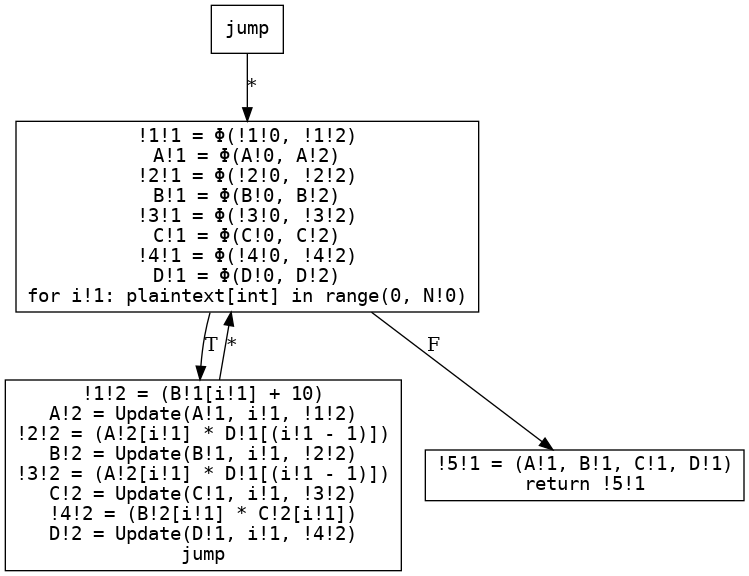 jump
*
!1!1 = Φ(!1!0, !1!2)
A!1 = Φ(A!0, A!2)
!2!1 = Φ(!2!0, !2!2)
B!1 = Φ(B!0, B!2)
!3!1 = Φ(!3!0, !3!2)
C!1 = Φ(C!0, C!2)
!4!1 = Φ(!4!0, !4!2)
D!1 = Φ(D!0, D!2)
for i!1: plaintext[int] in range(0, N!0)
T
*
F
!1!2 = (B!1[i!1] + 10)
A!2 = Update(A!1, i!1, !1!2)
!2!2 = (A!2[i!1] * D!1[(i!1 - 1)])
B!2 = Update(B!1, i!1, !2!2)
!3!2 = (A!2[i!1] * D!1[(i!1 - 1)])
C!2 = Update(C!1, i!1, !3!2)
!4!2 = (B!2[i!1] * C!2[i!1])
D!2 = Update(D!1, i!1, !4!2)
jump
!5!1 = (A!1, B!1, C!1, D!1)
return !5!1